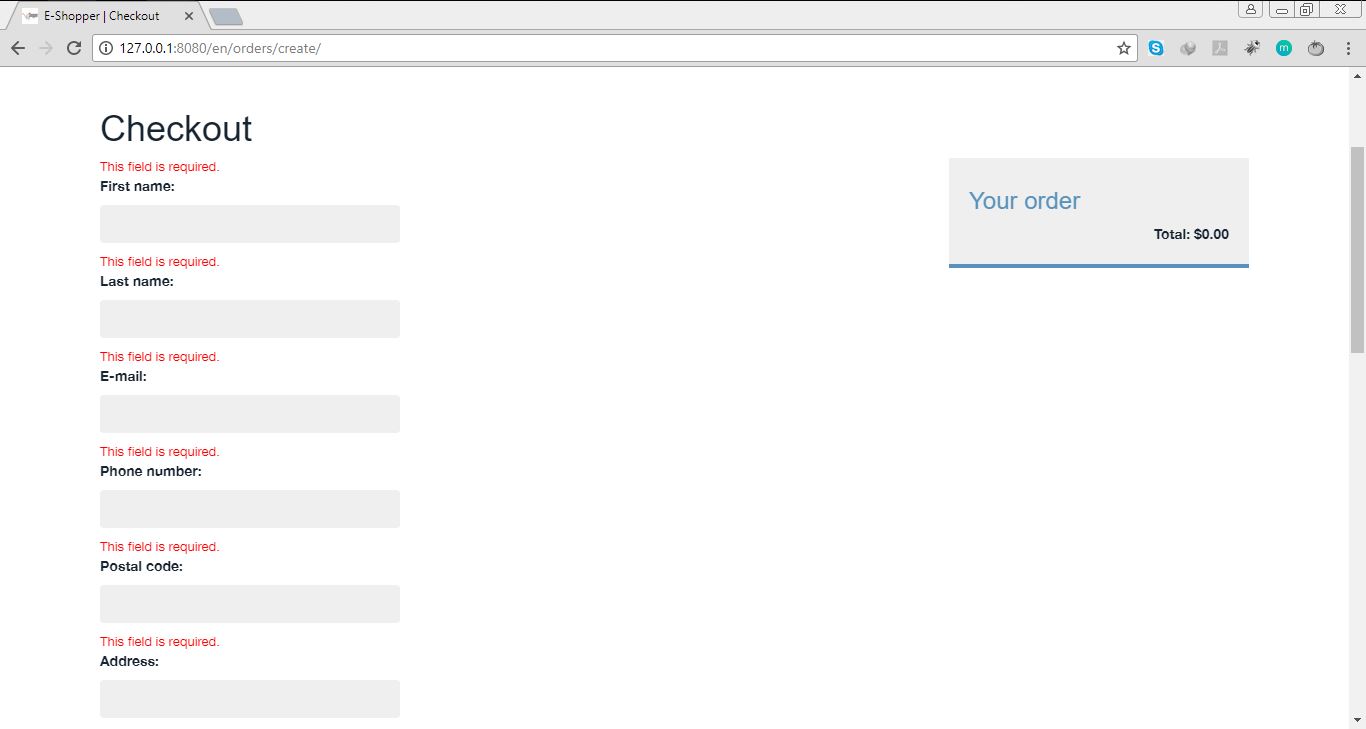 E-Shopper | Checkout
127.0.0.1:8080/en/orders/create/
Checkout
This field is required.
First name:
This field is required.
Last name:
This field is required.
E-mail:
This field is required.
Phone number:
This field is required.
Postal code:
This field is required.
Address:
Your order
Total: $0.00